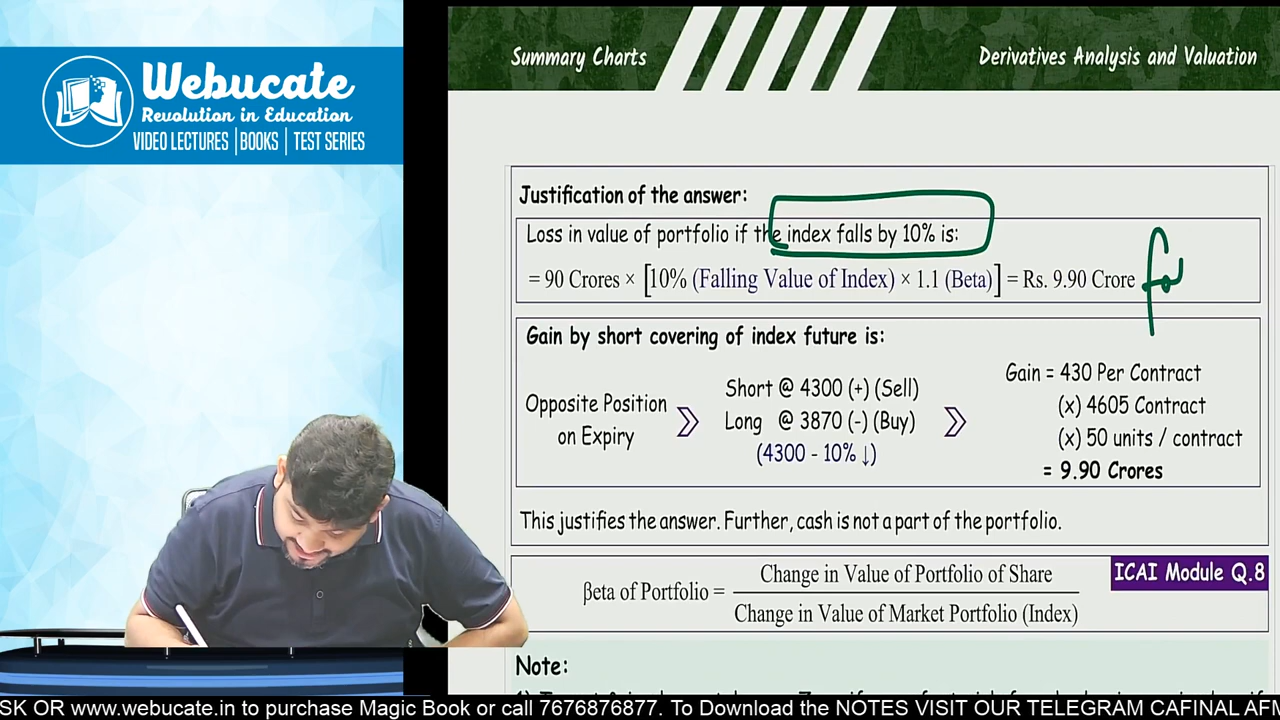 Webucate
Revolution in Education
VIDEO LECTURES | BOOKS | TEST SERIES
Summary Charts
Derivatives Analysis and Valuation
Justification of the answer:
Loss in value of portfolio if the index falls by 10% is:
= 90 Crores × [10% (Falling Value of Index) × 1.1 (Beta)] = Rs. 9.90 Crore
Gain by short covering of index future is:
Opposite Position
on Expiry
Short @ 4300 (+) (Sell)
Long @ 3870 (-) (Buy)
(4300 - 10% ↓)
Gain = 430 Per Contract
(x) 4605 Contract
(x) 50 units / contract
= 9.90 Crores
This justifies the answer. Further, cash is not a part of the portfolio.
ICAI Module Q.8
βeta of Portfolio = Change in Value of Portfolio of Share
Change in Value of Market Portfolio (Index)
Note:
SK OR www.webucate.in to purchase Magic Book or call 7676876877. To Download the NOTES VISIT OUR TELEGRAM CAFINAL AFM